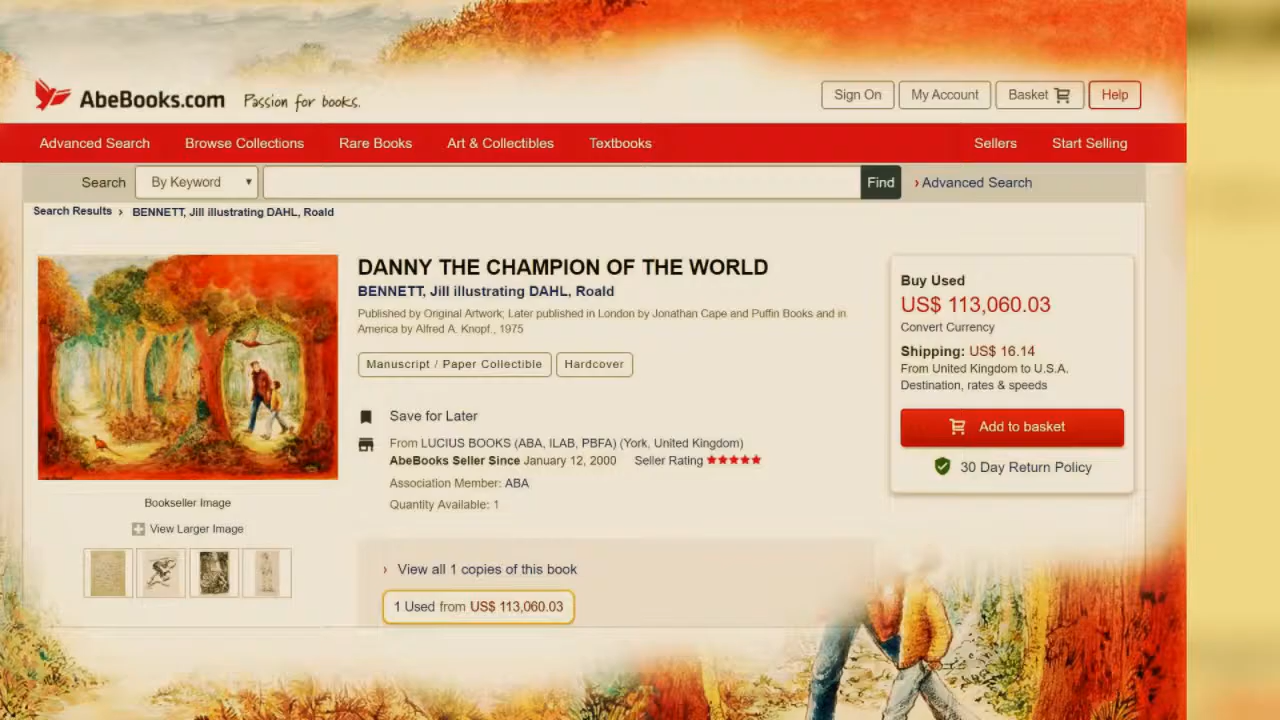 AbeBooks.com Passion for books.
Sign On My Account Basket Help
Advanced Search Browse Collections Rare Books Art & Collectibles Textbooks Sellers Start Selling
Search By Keyword Find › Advanced Search
Search Results › BENNETT, Jill illustrating DAHL, Roald
DANNY THE CHAMPION OF THE WORLD
BENNETT, Jill illustrating DAHL, Roald
Published by Original Artwork; Later published in London by Jonathan Cape and Puffin Books and in
America by Alfred A. Knopf., 1975
Manuscript / Paper Collectible Hardcover
Save for Later
From LUCIUS BOOKS (ABA, ILAB, PBFA) (York, United Kingdom)
AbeBooks Seller Since January 12, 2000 Seller Rating
Association Member: ABA
Quantity Available: 1
Bookseller Image
View Larger Image
› View all 1 copies of this book
1 Used from US$ 113,060.03
Buy Used
US$ 113,060.03
Convert Currency
Shipping: US$ 16.14
From United Kingdom to U.S.A.
Destination, rates & speeds
Add to basket
30 Day Return Policy